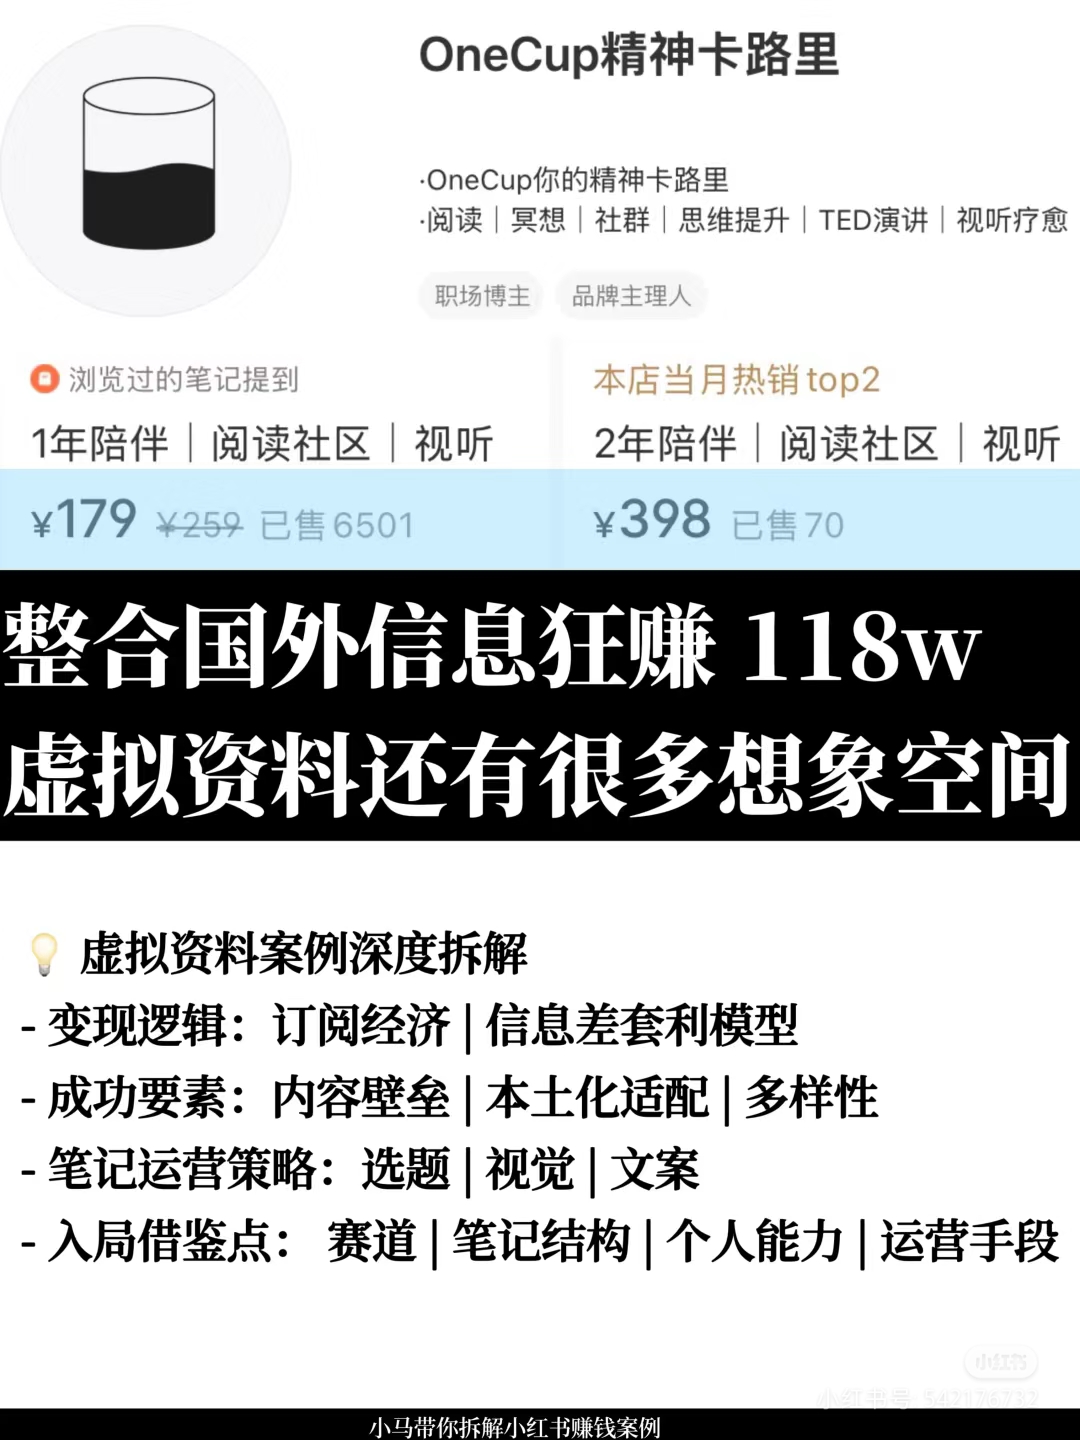 OneCup精神卡路里
·OneCup你的精神卡路里
·阅读｜冥想｜社群｜思维提升｜TED演讲｜视听疗愈
职场博主 品牌主理人
浏览过的笔记提到
1年陪伴｜阅读社区｜视听
¥179 ¥259 已售6501
本店当月热销top2
2年陪伴｜阅读社区｜视听
¥398 已售70
整合国外信息狂赚 118w
虚拟资料还有很多想象空间
💡 虚拟资料案例深度拆解
- 变现逻辑：订阅经济 | 信息差套利模型
- 成功要素：内容壁垒 | 本土化适配 | 多样性
- 笔记运营策略：选题 | 视觉 | 文案
- 入局借鉴点： 赛道 | 笔记结构 | 个人能力 | 运营手段
小红书
小红书号: 542176732
小马带你拆解小红书赚钱案例